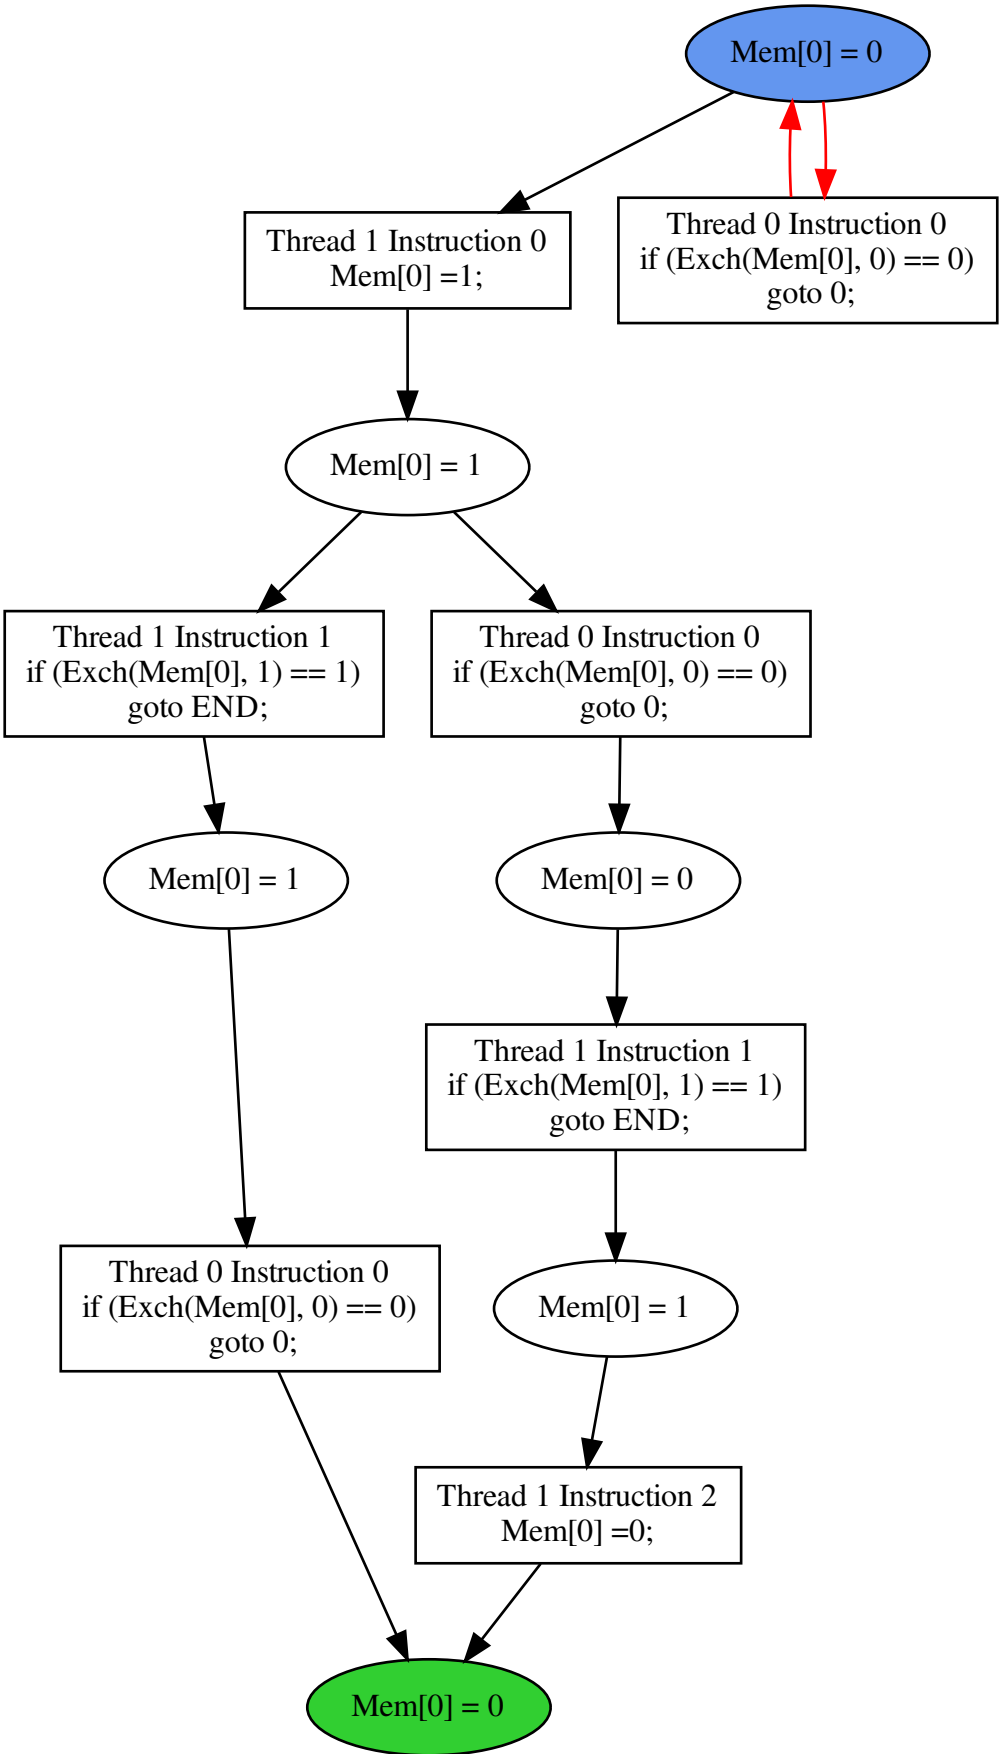 Mem[0] = 0
Thread 1 Instruction 0
Mem[0] =1;
Thread 0 Instruction 0
if (Exch(Mem[0], 0) == 0)
goto 0;
Mem[0] = 1
Thread 1 Instruction 1
if (Exch(Mem[0], 1) == 1)
goto END;
Thread 0 Instruction 0
if (Exch(Mem[0], 0) == 0)
goto 0;
Mem[0] = 1
Mem[0] = 0
Thread 1 Instruction 1
if (Exch(Mem[0], 1) == 1)
goto END;
Thread 0 Instruction 0
if (Exch(Mem[0], 0) == 0)
goto 0;
Mem[0] = 1
Thread 1 Instruction 2
Mem[0] =0;
Mem[0] = 0